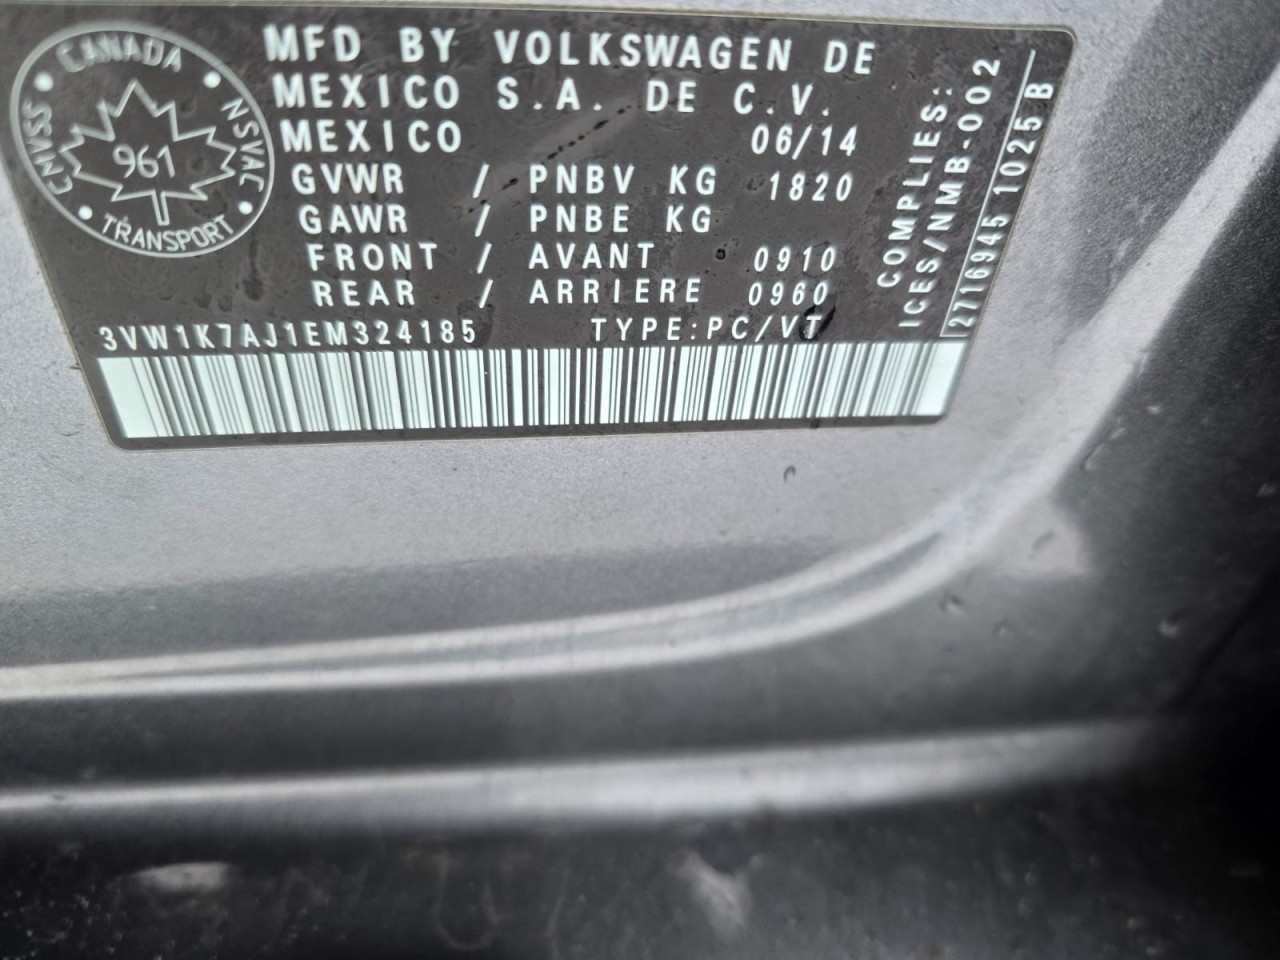 CANADA
CMVSS NSVAC
961
TRANSPORT
MFD BY VOLKSWAGEN DE
MEXICO S.A. DE C.V.
MEXICO 06/14
GVWR / PNBV KG 1820
GAWR / PNBE KG
FRONT / AVANT 0910
REAR / ARRIERE 0960
3VW1K7AJ1EM324185 TYPE:PC/VT
COMPLIES:
ICES/NMB-002
2716945 1025 B